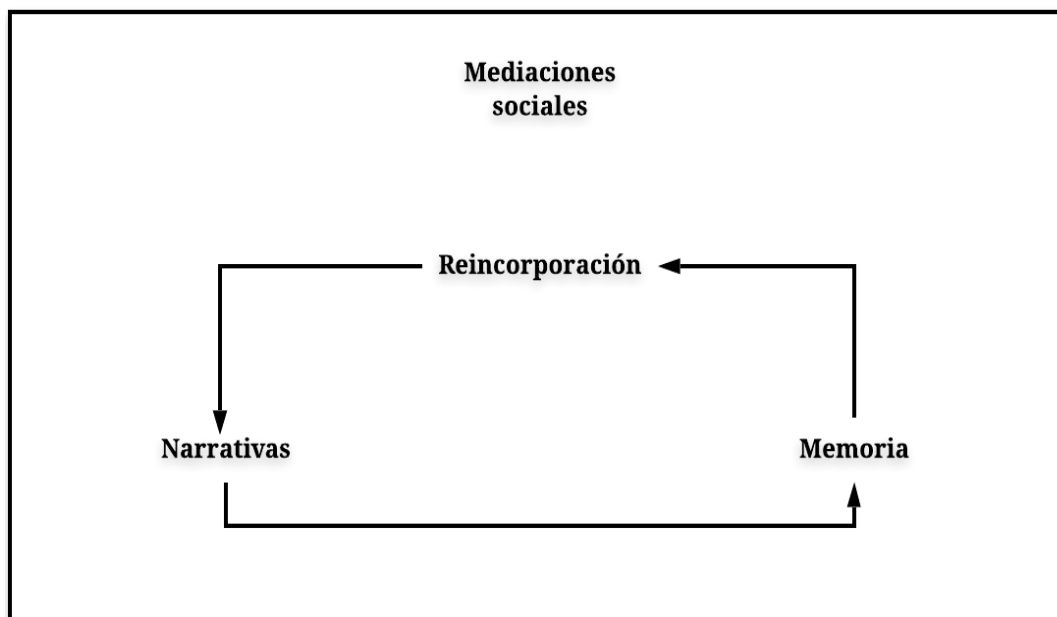 Mediaciones
sociales
Reincorporación
Narrativas
Memoria